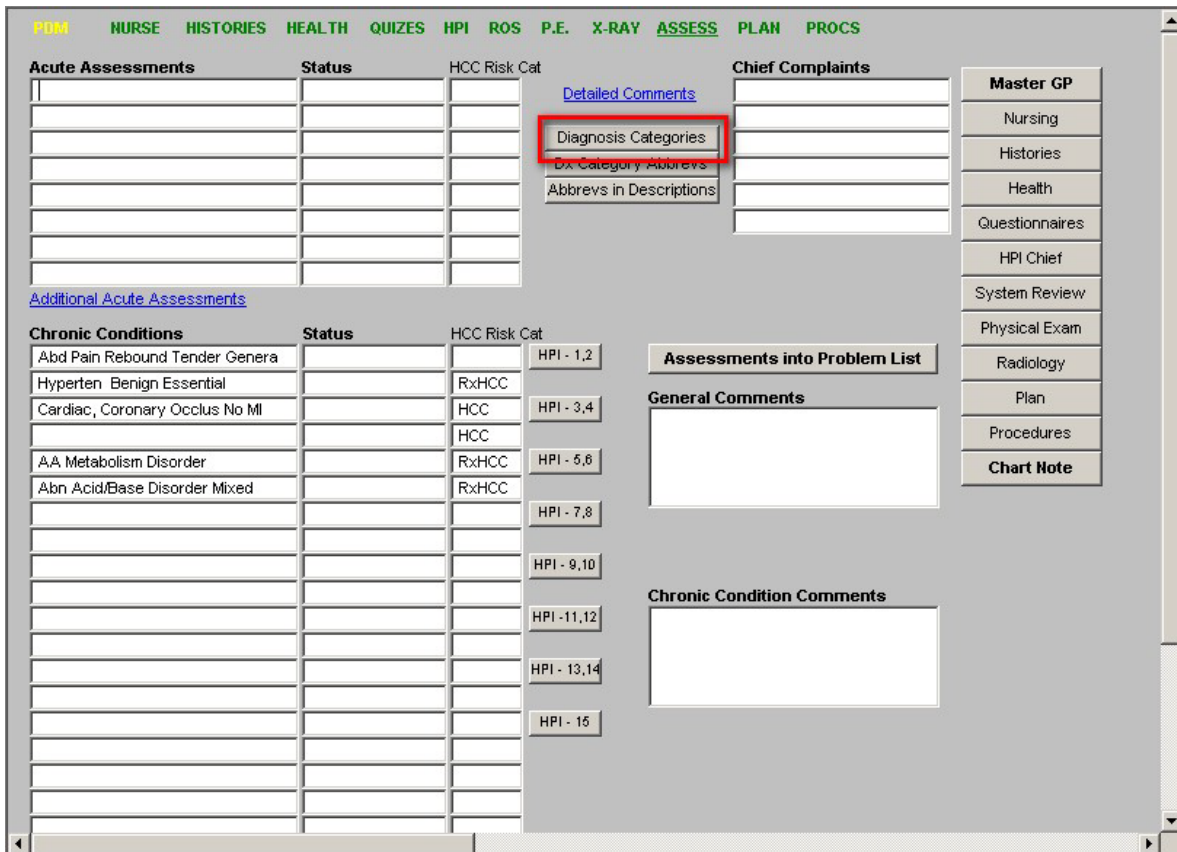 PDM NURSE HISTORIES HEALTH QUIZES HPI ROS P.E. X-RAY ASSESS PLAN PROCS
Acute Assessments Status HCC Risk Cat Chief Complaints
Detailed Comments
Diagnosis Categories
Dx Category Abbrevs
Abbrevs in Descriptions
Master GP
Nursing
Histories
Health
Questionnaires
HPI Chief
System Review
Physical Exam
Radiology
Plan
Procedures
Chart Note
Additional Acute Assessments
Chronic Conditions Status HCC Risk Cat
Abd Pain Rebound Tender Genera HPI - 1,2
Hyperten Benign Essential RxHCC
Cardiac, Coronary Occlus No MI HCC HPI - 3,4
HCC
AA Metabolism Disorder RxHCC HPI - 5,6
Abn Acid/Base Disorder Mixed RxHCC
HPI - 7,8
HPI - 9,10
HPI -11,12
HPI - 13,14
HPI - 15
Assessments into Problem List
General Comments
Chronic Condition Comments